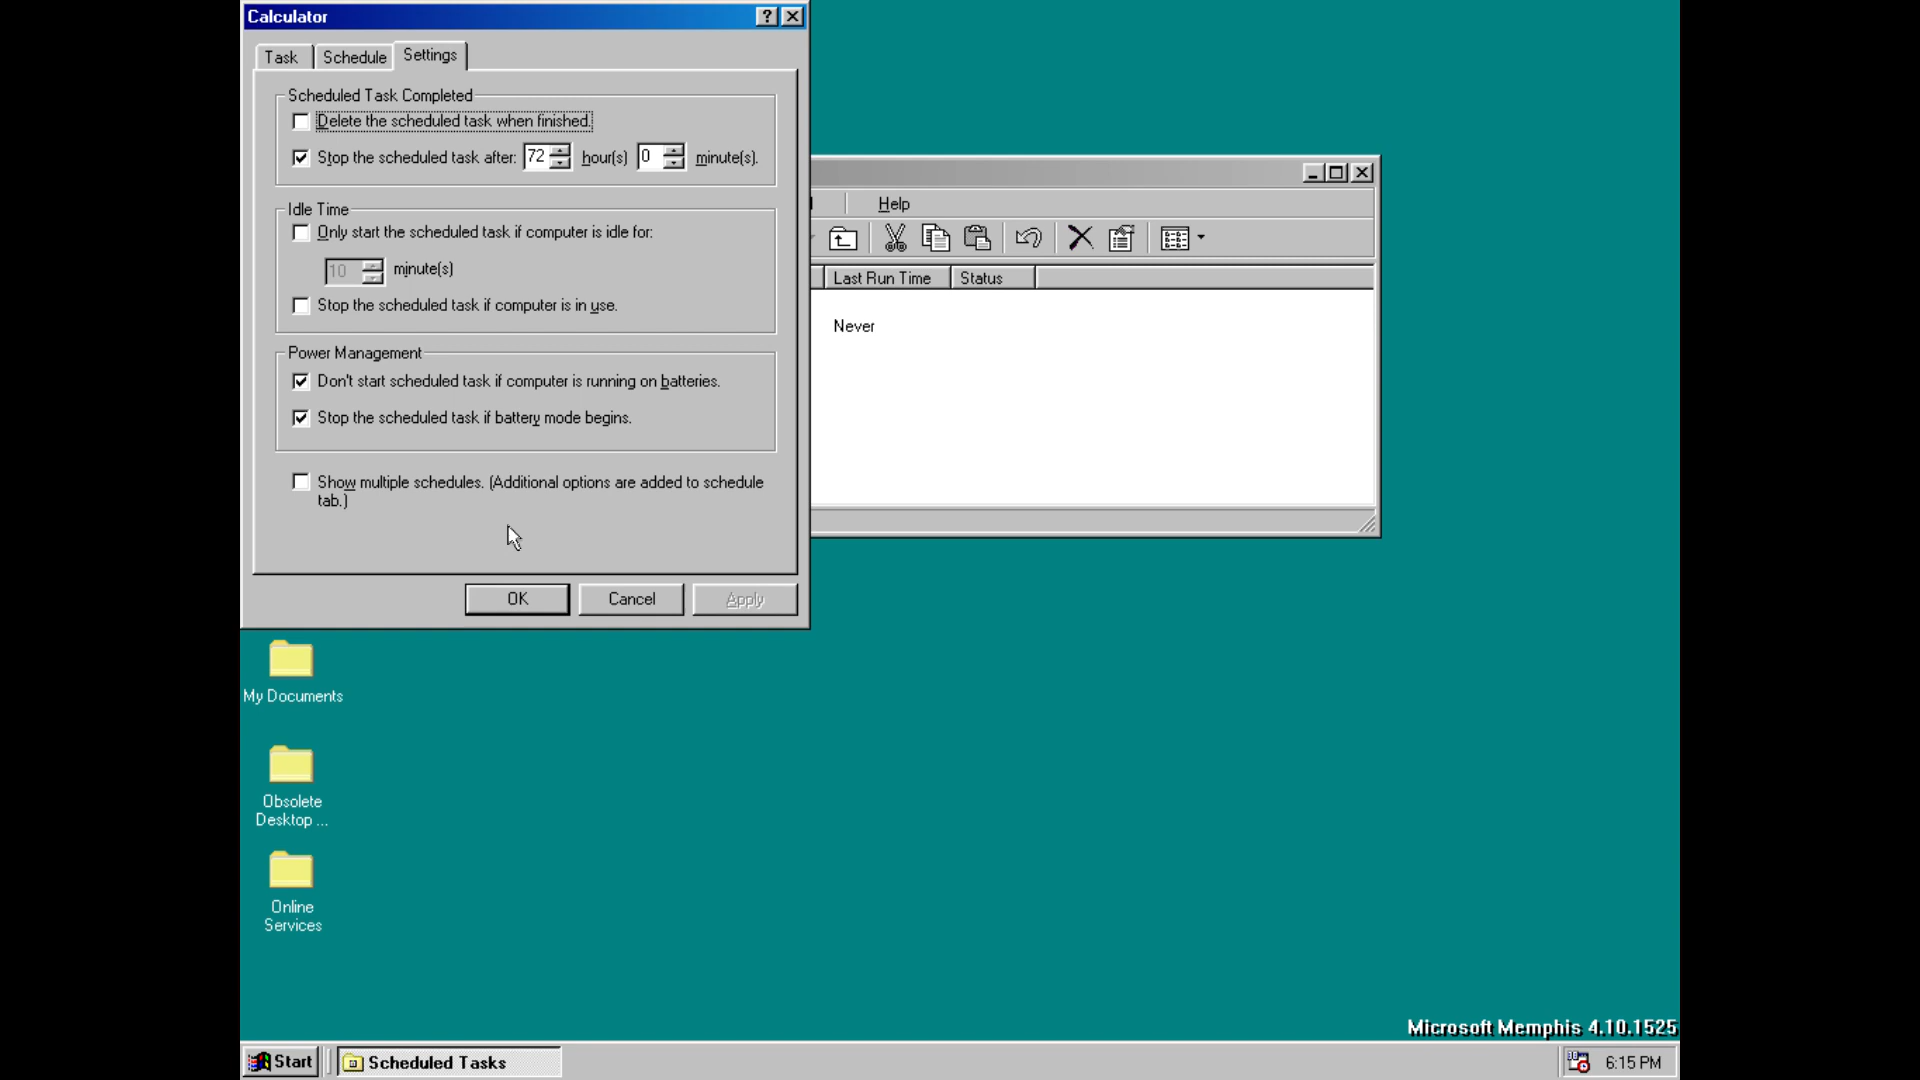 Calculator
Task
Schedule
Settings
Scheduled Task Completed
Delete the scheduled task when finished.
Stop the scheduled task after: 72 hour(s) 0 minute(s).
Idle Time
Only start the scheduled task if computer is idle for:
10 minute(s)
Stop the scheduled task if computer is in use.
Power Management
Don't start scheduled task if computer is running on batteries.
Stop the scheduled task if battery mode begins.
Show multiple schedules. (Additional options are added to schedule
tab.)
OK
Cancel
Apply
Help
Last Run Time
Status
Never
My Documents
Obsolete
Desktop ...
Online
Services
Microsoft Memphis 4.10.1525
Start
Scheduled Tasks
6:15 PM